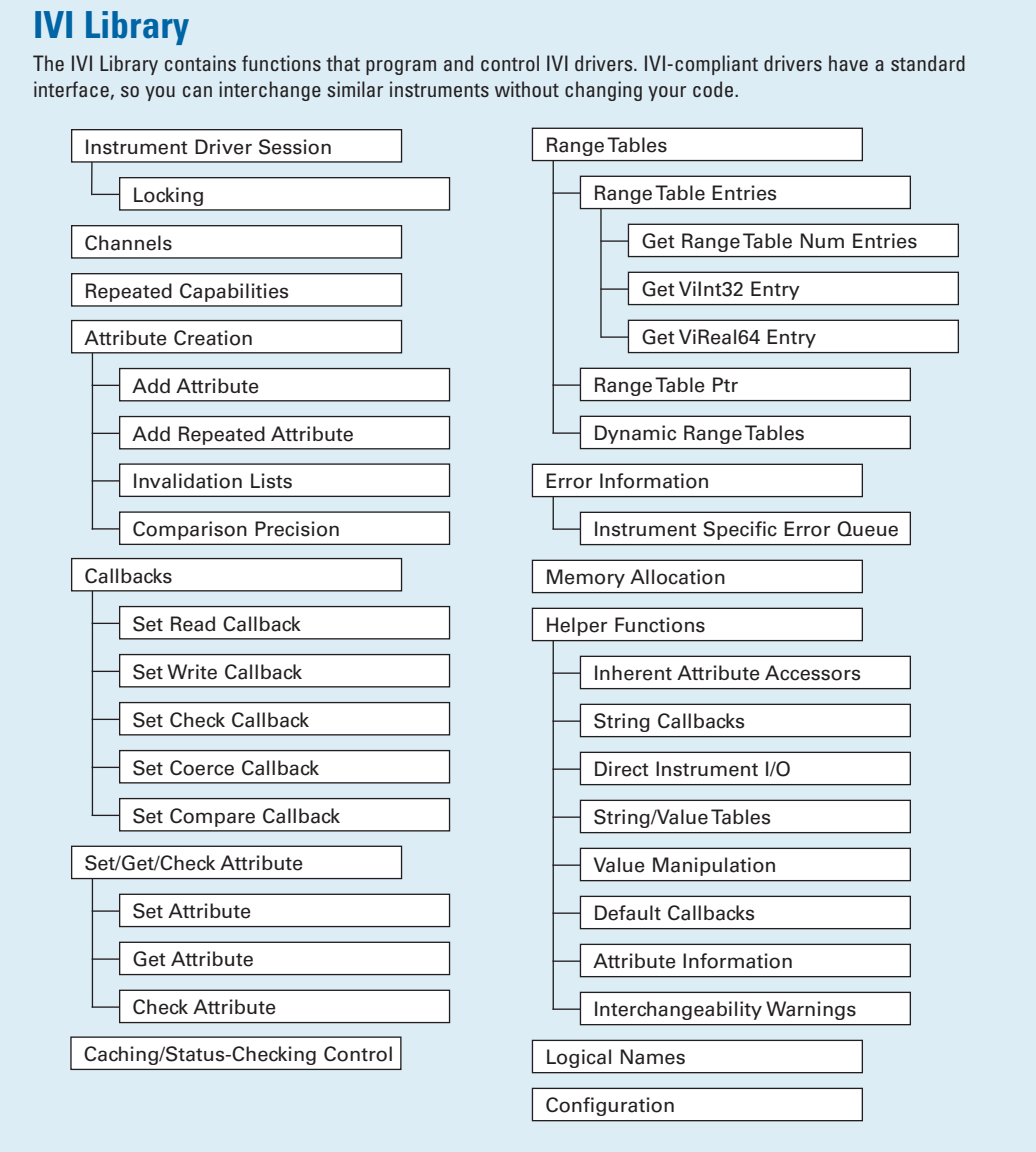 IVI Library
The IVI Library contains functions that program and control IVI drivers. IVI-compliant drivers have a standard
interface, so you can interchange similar instruments without changing your code.
Instrument Driver Session
Locking
Channels
Repeated Capabilities
Attribute Creation
Add Attribute
Add Repeated Attribute
Invalidation Lists
Comparison Precision
Callbacks
Set Read Callback
Set Write Callback
Set Check Callback
Set Coerce Callback
Set Compare Callback
Set/Get/Check Attribute
Set Attribute
Get Attribute
Check Attribute
Caching/Status-Checking Control
Range Tables
Range Table Entries
Get Range Table Num Entries
Get ViInt32 Entry
Get ViReal64 Entry
Range Table Ptr
Dynamic Range Tables
Error Information
Instrument Specific Error Queue
Memory Allocation
Helper Functions
Inherent Attribute Accessors
String Callbacks
Direct Instrument I/O
String/Value Tables
Value Manipulation
Default Callbacks
Attribute Information
Interchangeability Warnings
Logical Names
Configuration